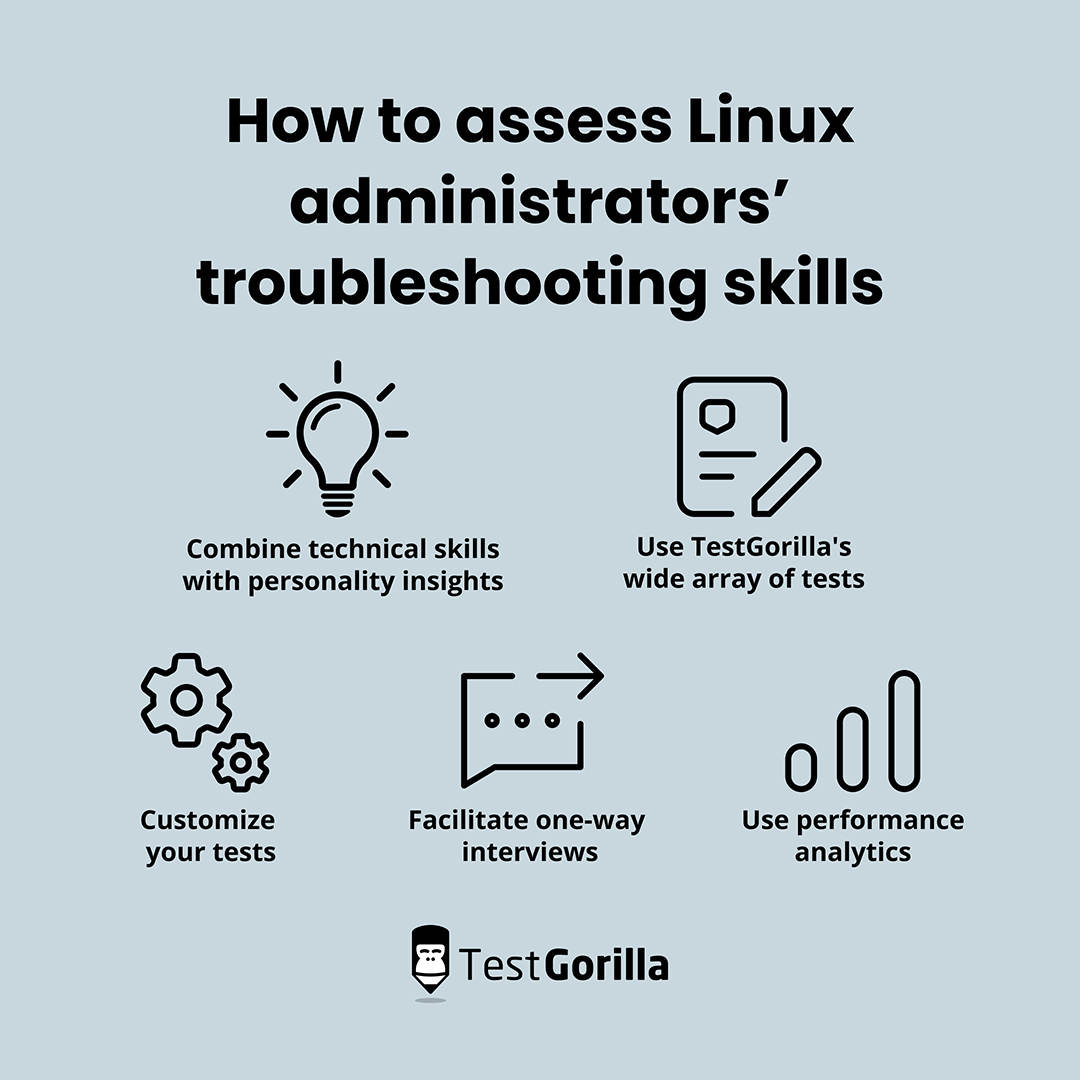 How to assess Linux
administrators’
troubleshooting skills
Combine technical skills
with personality insights
Use TestGorilla's
wide array of tests
Customize
your tests
Facilitate one-way
interviews
Use performance
analytics
TestGorilla